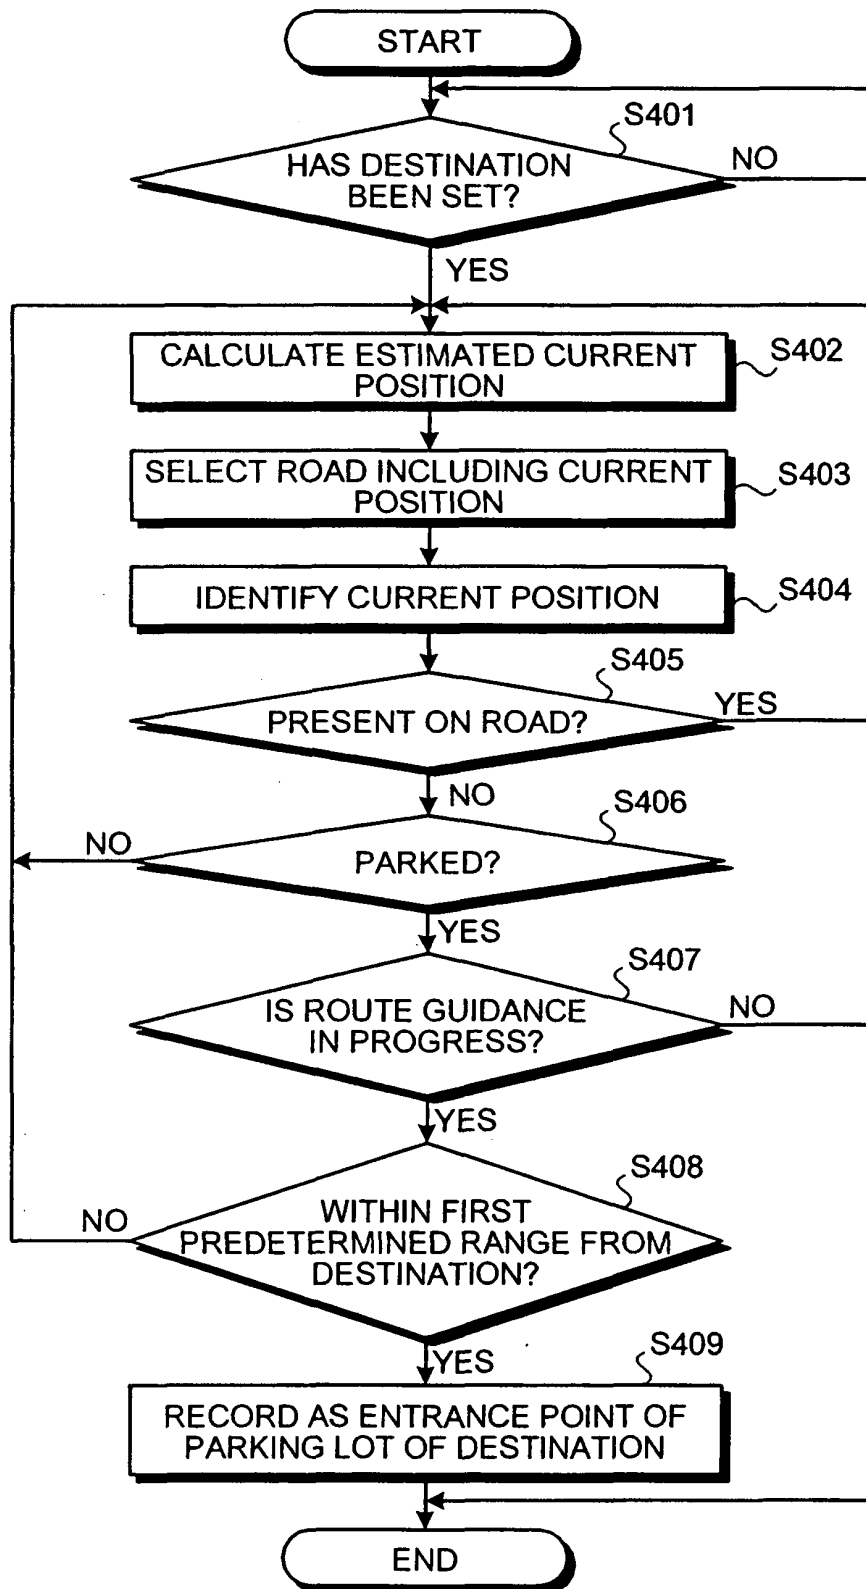 START
S401
HAS DESTINATION
BEEN SET?
NO
YES
CALCULATE ESTIMATED CURRENT
POSITION
S402
SELECT ROAD INCLUDING CURRENT
POSITION
S403
IDENTIFY CURRENT POSITION
S404
S405
PRESENT ON ROAD?
YES
NO
S406
NO
PARKED?
YES
S407
IS ROUTE GUIDANCE
IN PROGRESS?
NO
YES
S408
NO
WITHIN FIRST
PREDETERMINED RANGE FROM
DESTINATION?
YES
S409
RECORD AS ENTRANCE POINT OF
PARKING LOT OF DESTINATION
END